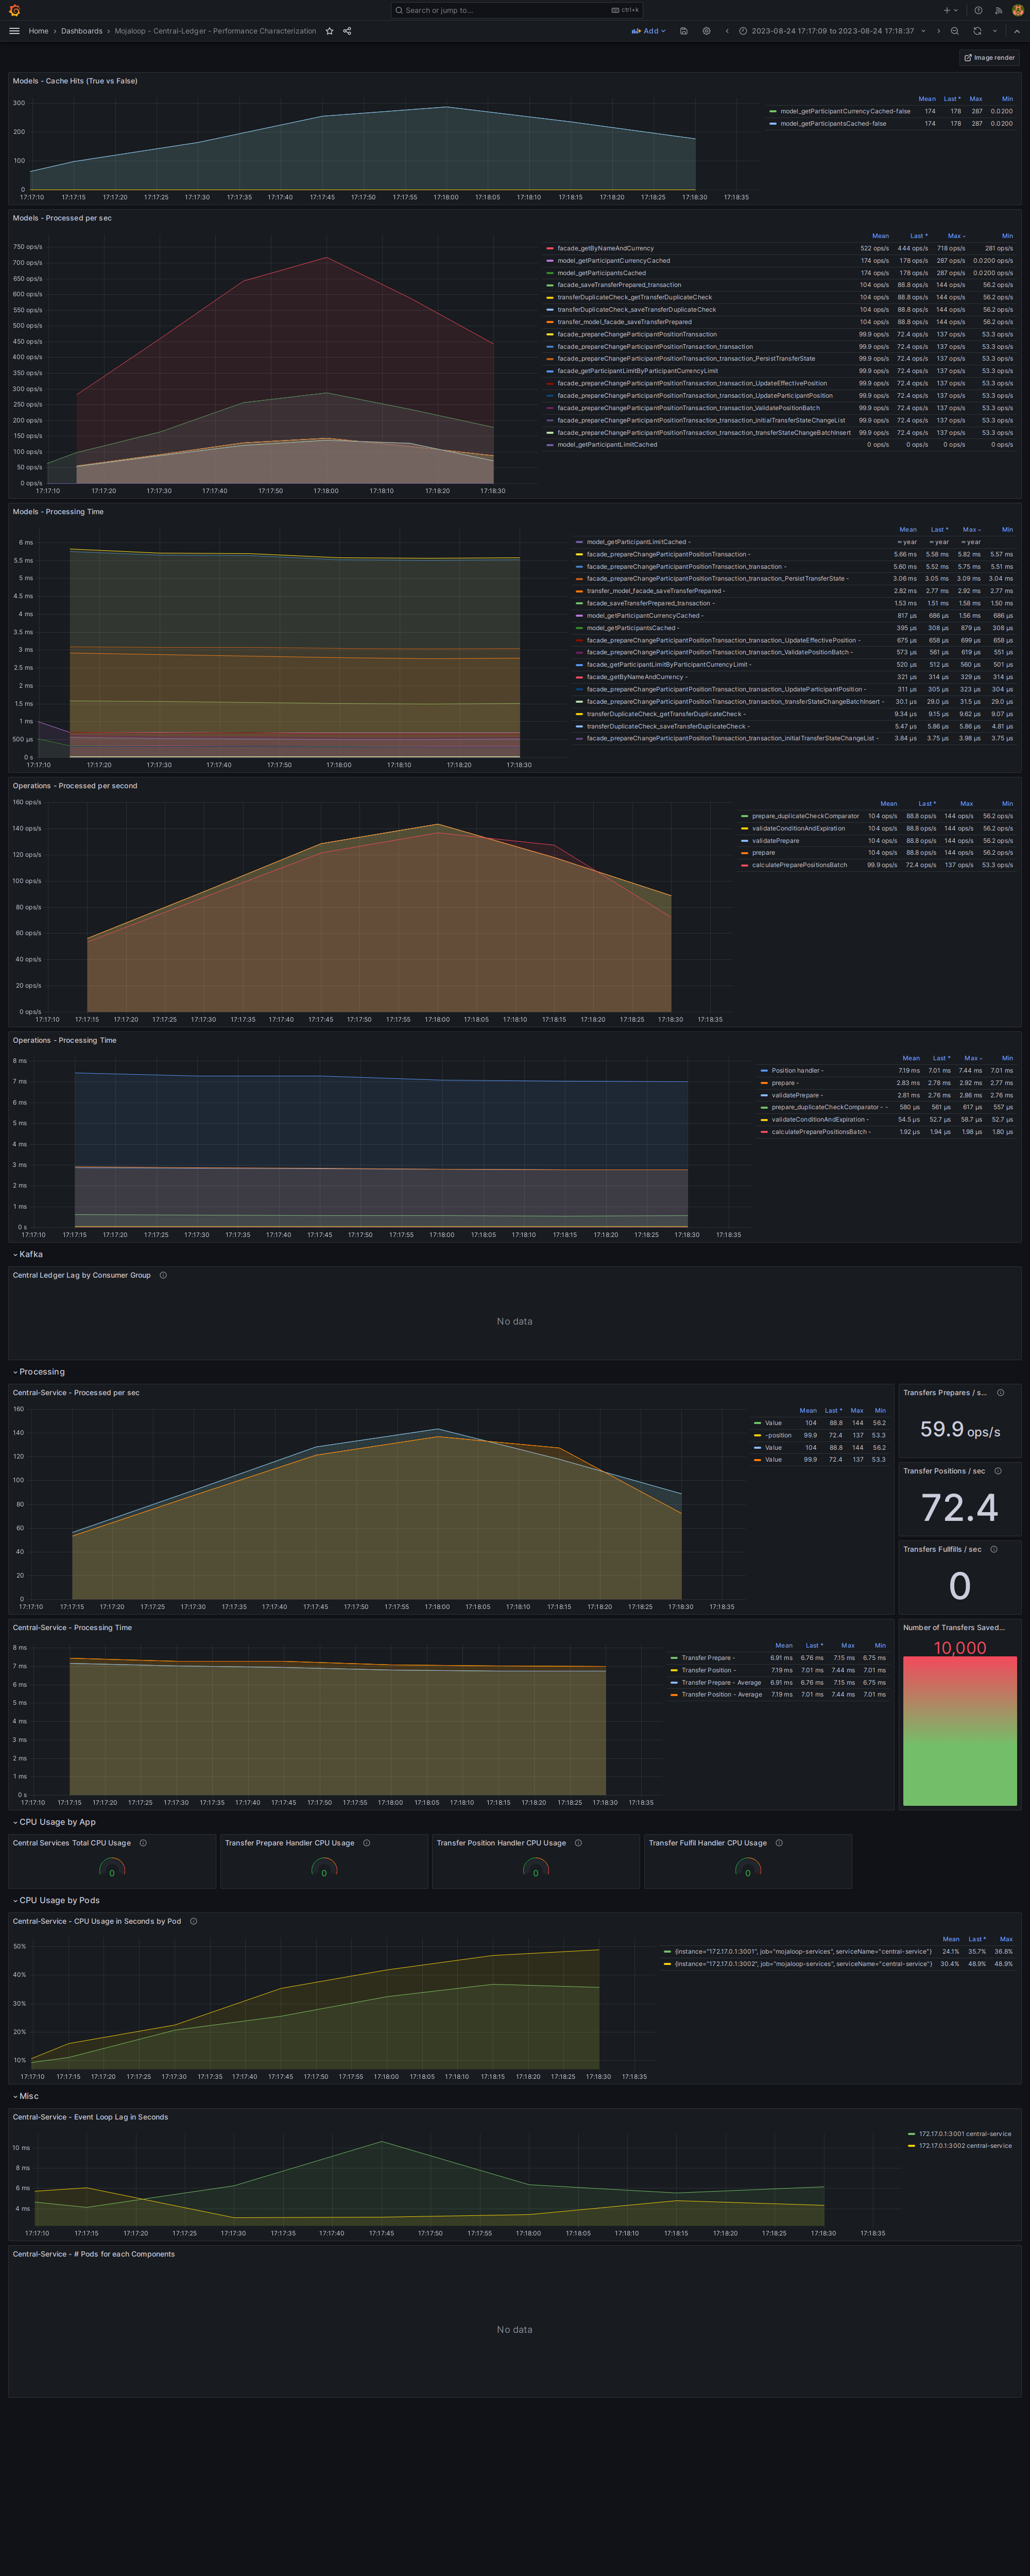 Search or jump to... ctrl+k
Home › Dashboards › Mojaloop - Central-Ledger - Performance Characterization Add 2023-08-24 17:17:09 to 2023-08-24 17:18:37
Image render
Models - Cache Hits (True vs False)
Mean Last * Max Min
model_getParticipantCurrencyCached-false 174 178 287 0.0200
model_getParticipantsCached-false 174 178 287 0.0200
300
200
100
0
17:17:10 17:17:15 17:17:20 17:17:25 17:17:30 17:17:35 17:17:40 17:17:45 17:17:50 17:17:55 17:18:00 17:18:05 17:18:10 17:18:15 17:18:20 17:18:25 17:18:30 17:18:35
Models - Processed per sec
750 ops/s
700 ops/s
650 ops/s
600 ops/s
550 ops/s
500 ops/s
450 ops/s
400 ops/s
350 ops/s
300 ops/s
250 ops/s
200 ops/s
150 ops/s
100 ops/s
50 ops/s
0 ops/s
17:17:10 17:17:20 17:17:30 17:17:40 17:17:50 17:18:00 17:18:10 17:18:20 17:18:30
Mean Last * Max Min
facade_getByNameAndCurrency 522 ops/s 444 ops/s 718 ops/s 281 ops/s
model_getParticipantCurrencyCached 174 ops/s 178 ops/s 287 ops/s 0.0200 ops/s
model_getParticipantsCached 174 ops/s 178 ops/s 287 ops/s 0.0200 ops/s
facade_saveTransferPrepared_transaction 104 ops/s 88.8 ops/s 144 ops/s 56.2 ops/s
transferDuplicateCheck_getTransferDuplicateCheck 104 ops/s 88.8 ops/s 144 ops/s 56.2 ops/s
transferDuplicateCheck_saveTransferDuplicateCheck 104 ops/s 88.8 ops/s 144 ops/s 56.2 ops/s
transfer_model_facade_saveTransferPrepared 104 ops/s 88.8 ops/s 144 ops/s 56.2 ops/s
facade_prepareChangeParticipantPositionTransaction 99.9 ops/s 72.4 ops/s 137 ops/s 53.3 ops/s
facade_prepareChangeParticipantPositionTransaction_transaction 99.9 ops/s 72.4 ops/s 137 ops/s 53.3 ops/s
facade_prepareChangeParticipantPositionTransaction_transaction_PersistTransferState 99.9 ops/s 72.4 ops/s 137 ops/s 53.3 ops/s
facade_getParticipantLimitByParticipantCurrencyLimit 99.9 ops/s 72.4 ops/s 137 ops/s 53.3 ops/s
facade_prepareChangeParticipantPositionTransaction_transaction_UpdateEffectivePosition 99.9 ops/s 72.4 ops/s 137 ops/s 53.3 ops/s
facade_prepareChangeParticipantPositionTransaction_transaction_UpdateParticipantPosition 99.9 ops/s 72.4 ops/s 137 ops/s 53.3 ops/s
facade_prepareChangeParticipantPositionTransaction_transaction_ValidatePositionBatch 99.9 ops/s 72.4 ops/s 137 ops/s 53.3 ops/s
facade_prepareChangeParticipantPositionTransaction_transaction_initialTransferStateChangeList 99.9 ops/s 72.4 ops/s 137 ops/s 53.3 ops/s
facade_prepareChangeParticipantPositionTransaction_transaction_transferStateChangeBatchInsert 99.9 ops/s 72.4 ops/s 137 ops/s 53.3 ops/s
model_getParticipantLimitCached 0 ops/s 0 ops/s 0 ops/s 0 ops/s
Models - Processing Time
6 ms
5.5 ms
5 ms
4.5 ms
4 ms
3.5 ms
3 ms
2.5 ms
2 ms
1.5 ms
1 ms
500 µs
0 s
17:17:10 17:17:20 17:17:30 17:17:40 17:17:50 17:18:00 17:18:10 17:18:20 17:18:30
Mean Last * Max Min
model_getParticipantLimitCached - ∞ year ∞ year ∞ year
facade_prepareChangeParticipantPositionTransaction - 5.66 ms 5.58 ms 5.82 ms 5.57 ms
facade_prepareChangeParticipantPositionTransaction_transaction - 5.60 ms 5.52 ms 5.75 ms 5.51 ms
facade_prepareChangeParticipantPositionTransaction_transaction_PersistTransferState - 3.06 ms 3.05 ms 3.09 ms 3.04 ms
transfer_model_facade_saveTransferPrepared - 2.82 ms 2.77 ms 2.92 ms 2.77 ms
facade_saveTransferPrepared_transaction - 1.53 ms 1.51 ms 1.58 ms 1.50 ms
model_getParticipantCurrencyCached - 817 µs 686 µs 1.56 ms 686 µs
model_getParticipantsCached - 395 µs 308 µs 879 µs 308 µs
facade_prepareChangeParticipantPositionTransaction_transaction_UpdateEffectivePosition - 675 µs 658 µs 699 µs 658 µs
facade_prepareChangeParticipantPositionTransaction_transaction_ValidatePositionBatch - 573 µs 561 µs 619 µs 551 µs
facade_getParticipantLimitByParticipantCurrencyLimit - 520 µs 512 µs 560 µs 501 µs
facade_getByNameAndCurrency - 321 µs 314 µs 329 µs 314 µs
facade_prepareChangeParticipantPositionTransaction_transaction_UpdateParticipantPosition - 311 µs 305 µs 323 µs 304 µs
facade_prepareChangeParticipantPositionTransaction_transaction_transferStateChangeBatchInsert - 30.1 µs 29.0 µs 31.5 µs 29.0 µs
transferDuplicateCheck_getTransferDuplicateCheck - 9.34 µs 9.15 µs 9.62 µs 9.07 µs
transferDuplicateCheck_saveTransferDuplicateCheck - 5.47 µs 5.86 µs 5.86 µs 4.81 µs
facade_prepareChangeParticipantPositionTransaction_transaction_initialTransferStateChangeList - 3.84 µs 3.75 µs 3.98 µs 3.75 µs
Operations - Processed per second
160 ops/s
140 ops/s
120 ops/s
100 ops/s
80 ops/s
60 ops/s
40 ops/s
20 ops/s
0 ops/s
17:17:10 17:17:15 17:17:20 17:17:25 17:17:30 17:17:35 17:17:40 17:17:45 17:17:50 17:17:55 17:18:00 17:18:05 17:18:10 17:18:15 17:18:20 17:18:25 17:18:30 17:18:35
Mean Last * Max Min
prepare_duplicateCheckComparator 104 ops/s 88.8 ops/s 144 ops/s 56.2 ops/s
validateConditionAndExpiration 104 ops/s 88.8 ops/s 144 ops/s 56.2 ops/s
validatePrepare 104 ops/s 88.8 ops/s 144 ops/s 56.2 ops/s
prepare 104 ops/s 88.8 ops/s 144 ops/s 56.2 ops/s
calculatePreparePositionsBatch 99.9 ops/s 72.4 ops/s 137 ops/s 53.3 ops/s
Operations - Processing Time
8 ms
7 ms
6 ms
5 ms
4 ms
3 ms
2 ms
1 ms
0 s
17:17:10 17:17:15 17:17:20 17:17:25 17:17:30 17:17:35 17:17:40 17:17:45 17:17:50 17:17:55 17:18:00 17:18:05 17:18:10 17:18:15 17:18:20 17:18:25 17:18:30 17:18:35
Mean Last * Max Min
Position handler - 7.19 ms 7.01 ms 7.44 ms 7.01 ms
prepare - 2.83 ms 2.78 ms 2.92 ms 2.77 ms
validatePrepare - 2.81 ms 2.76 ms 2.86 ms 2.76 ms
prepare_duplicateCheckComparator - - 580 µs 561 µs 617 µs 557 µs
validateConditionAndExpiration - 54.5 µs 52.7 µs 58.7 µs 52.7 µs
calculatePreparePositionsBatch - 1.92 µs 1.94 µs 1.98 µs 1.80 µs
Kafka
Central Ledger Lag by Consumer Group
No data
Processing
Central-Service - Processed per sec
160
140
120
100
80
60
40
20
0
17:17:10 17:17:15 17:17:20 17:17:25 17:17:30 17:17:35 17:17:40 17:17:45 17:17:50 17:17:55 17:18:00 17:18:05 17:18:10 17:18:15 17:18:20 17:18:25 17:18:30 17:18:35
Mean Last * Max Min
Value 104 88.8 144 56.2
-position 99.9 72.4 137 53.3
Value 104 88.8 144 56.2
Value 99.9 72.4 137 53.3
Transfers Prepares / s...
59.9 ops/s
Transfer Positions / sec
72.4
Transfers Fullfills / sec
0
Central-Service - Processing Time
8 ms
7 ms
6 ms
5 ms
4 ms
3 ms
2 ms
1 ms
0 s
17:17:10 17:17:15 17:17:20 17:17:25 17:17:30 17:17:35 17:17:40 17:17:45 17:17:50 17:17:55 17:18:00 17:18:05 17:18:10 17:18:15 17:18:20 17:18:25 17:18:30 17:18:35
Mean Last * Max Min
Transfer Prepare - 6.91 ms 6.76 ms 7.15 ms 6.75 ms
Transfer Position - 7.19 ms 7.01 ms 7.44 ms 7.01 ms
Transfer Prepare - Average 6.91 ms 6.76 ms 7.15 ms 6.75 ms
Transfer Position - Average 7.19 ms 7.01 ms 7.44 ms 7.01 ms
Number of Transfers Saved...
10,000
CPU Usage by App
Central Services Total CPU Usage
0
Transfer Prepare Handler CPU Usage
0
Transfer Position Handler CPU Usage
0
Transfer Fulfil Handler CPU Usage
0
CPU Usage by Pods
Central-Service - CPU Usage in Seconds by Pod
50%
40%
30%
20%
10%
17:17:10 17:17:15 17:17:20 17:17:25 17:17:30 17:17:35 17:17:40 17:17:45 17:17:50 17:17:55 17:18:00 17:18:05 17:18:10 17:18:15 17:18:20 17:18:25 17:18:30 17:18:35
Mean Last * Max
{instance="172.17.0.1:3001", job="mojaloop-services", serviceName="central-service"} 24.1% 35.7% 36.8%
{instance="172.17.0.1:3002", job="mojaloop-services", serviceName="central-service"} 30.4% 48.9% 48.9%
Misc
Central-Service - Event Loop Lag in Seconds
10 ms
8 ms
6 ms
4 ms
17:17:10 17:17:15 17:17:20 17:17:25 17:17:30 17:17:35 17:17:40 17:17:45 17:17:50 17:17:55 17:18:00 17:18:05 17:18:10 17:18:15 17:18:20 17:18:25 17:18:30 17:18:35
172.17.0.1:3001 central-service
172.17.0.1:3002 central-service
Central-Service - # Pods for each Components
No data